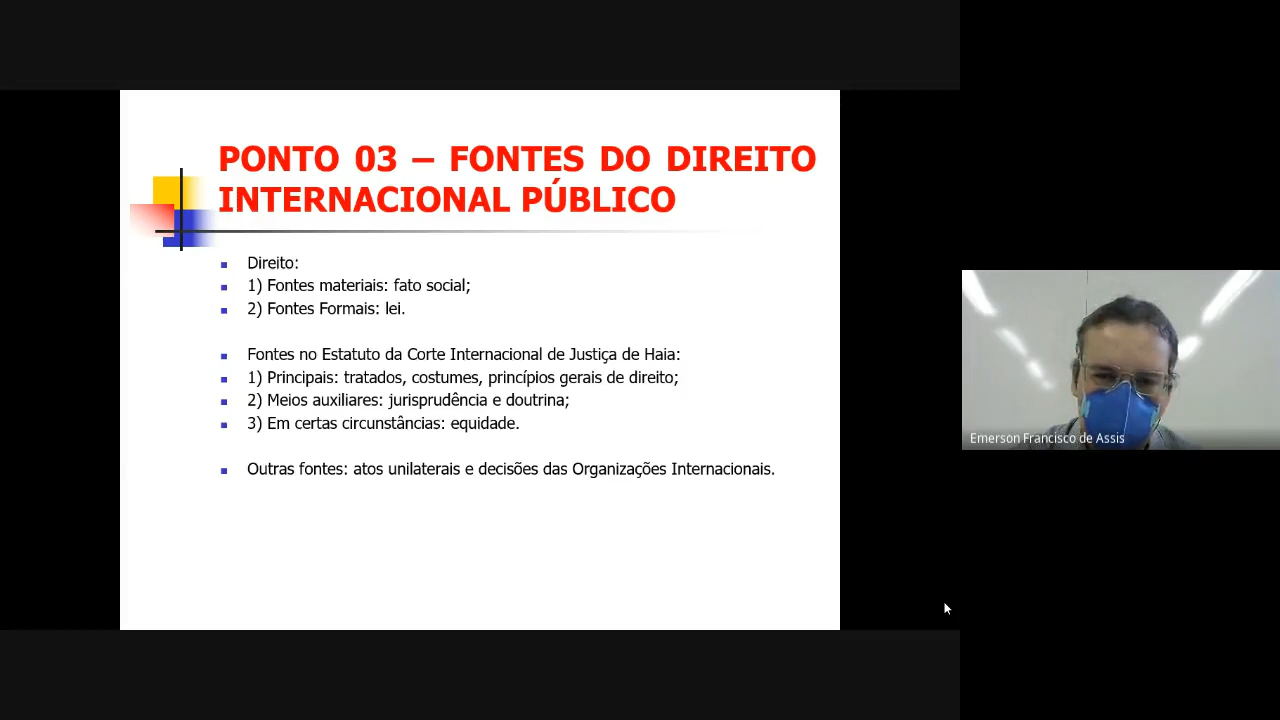 PONTO 03 – FONTES DO DIREITO
INTERNACIONAL PÚBLICO
Direito:
1) Fontes materiais: fato social;
2) Fontes Formais: lei.
Fontes no Estatuto da Corte Internacional de Justiça de Haia:
1) Principais: tratados, costumes, princípios gerais de direito;
2) Meios auxiliares: jurisprudência e doutrina;
3) Em certas circunstâncias: equidade.
Outras fontes: atos unilaterais e decisões das Organizações Internacionais.
Emerson Francisco de Assis